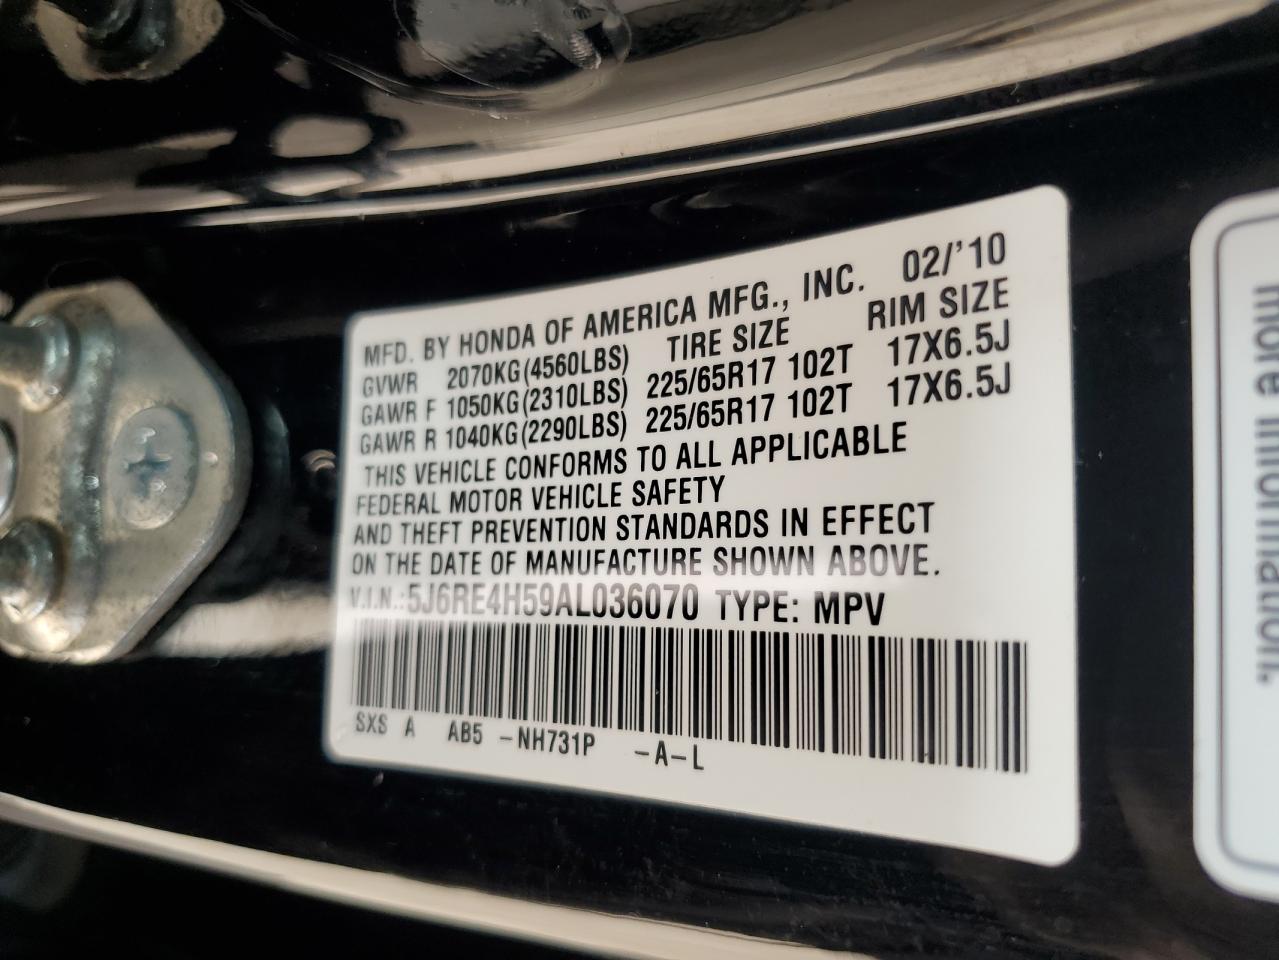 MFD. BY HONDA OF AMERICA MFG., INC. 02/'10
GVWR 2070KG(4560LBS) TIRE SIZE RIM SIZE
GAWR F 1050KG(2310LBS) 225/65R17 102T 17X6.5J
GAWR R 1040KG(2290LBS) 225/65R17 102T 17X6.5J
THIS VEHICLE CONFORMS TO ALL APPLICABLE
FEDERAL MOTOR VEHICLE SAFETY
AND THEFT PREVENTION STANDARDS IN EFFECT
ON THE DATE OF MANUFACTURE SHOWN ABOVE.
V.I.N.:5J6RE4H59AL036070 TYPE: MPV
SXS A AB5 -NH731P -A-L
more information.